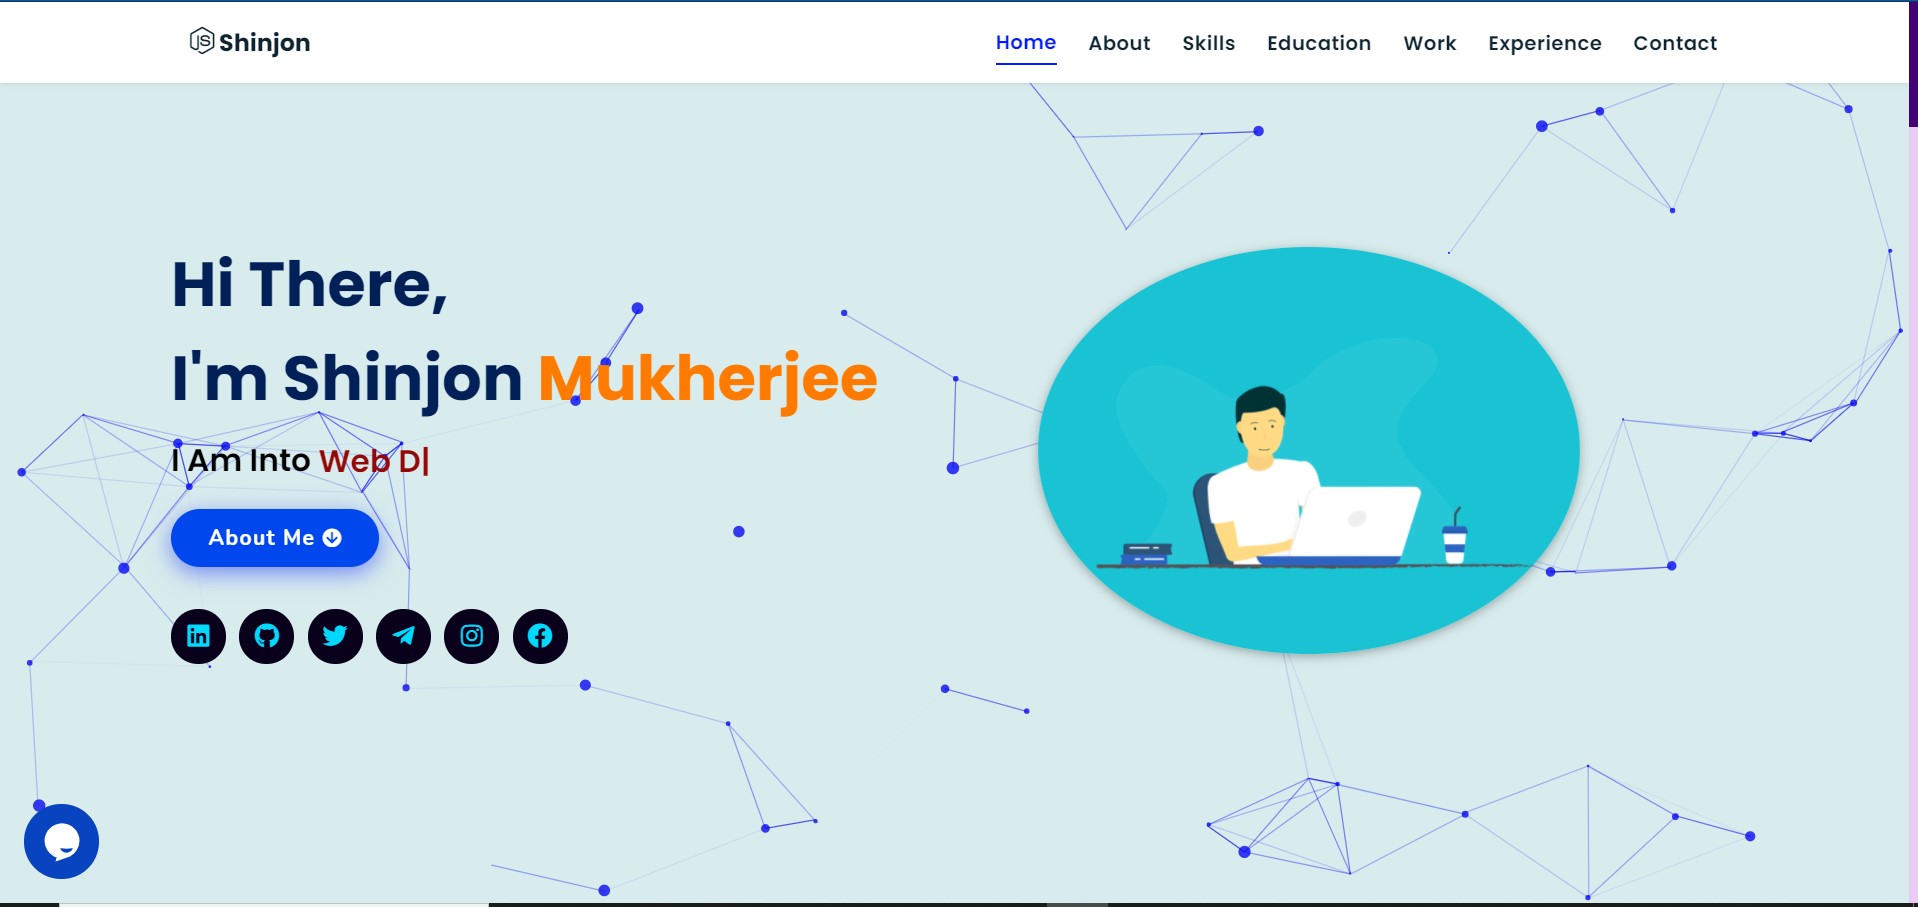 Shinjon
Home About Skills Education Work Experience Contact
Hi There,
I'm Shinjon Mukherjee
I Am Into Web D|
About Me